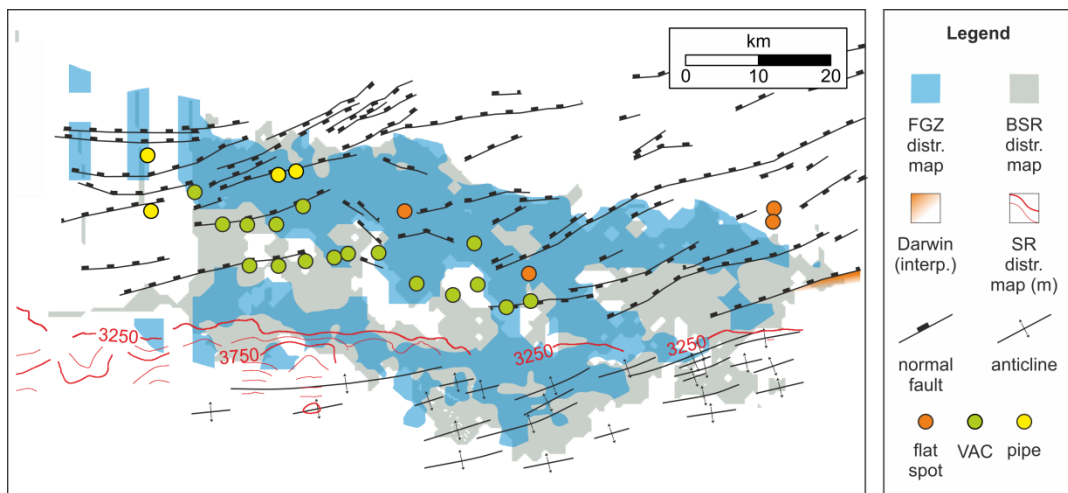 km
0 10 20
3250
3750
3250
3250
Legend
FGZ
distr.
map
BSR
distr.
map
Darwin
(interp.)
SR
distr.
map (m)
normal
fault
anticline
flat
spot
VAC
pipe